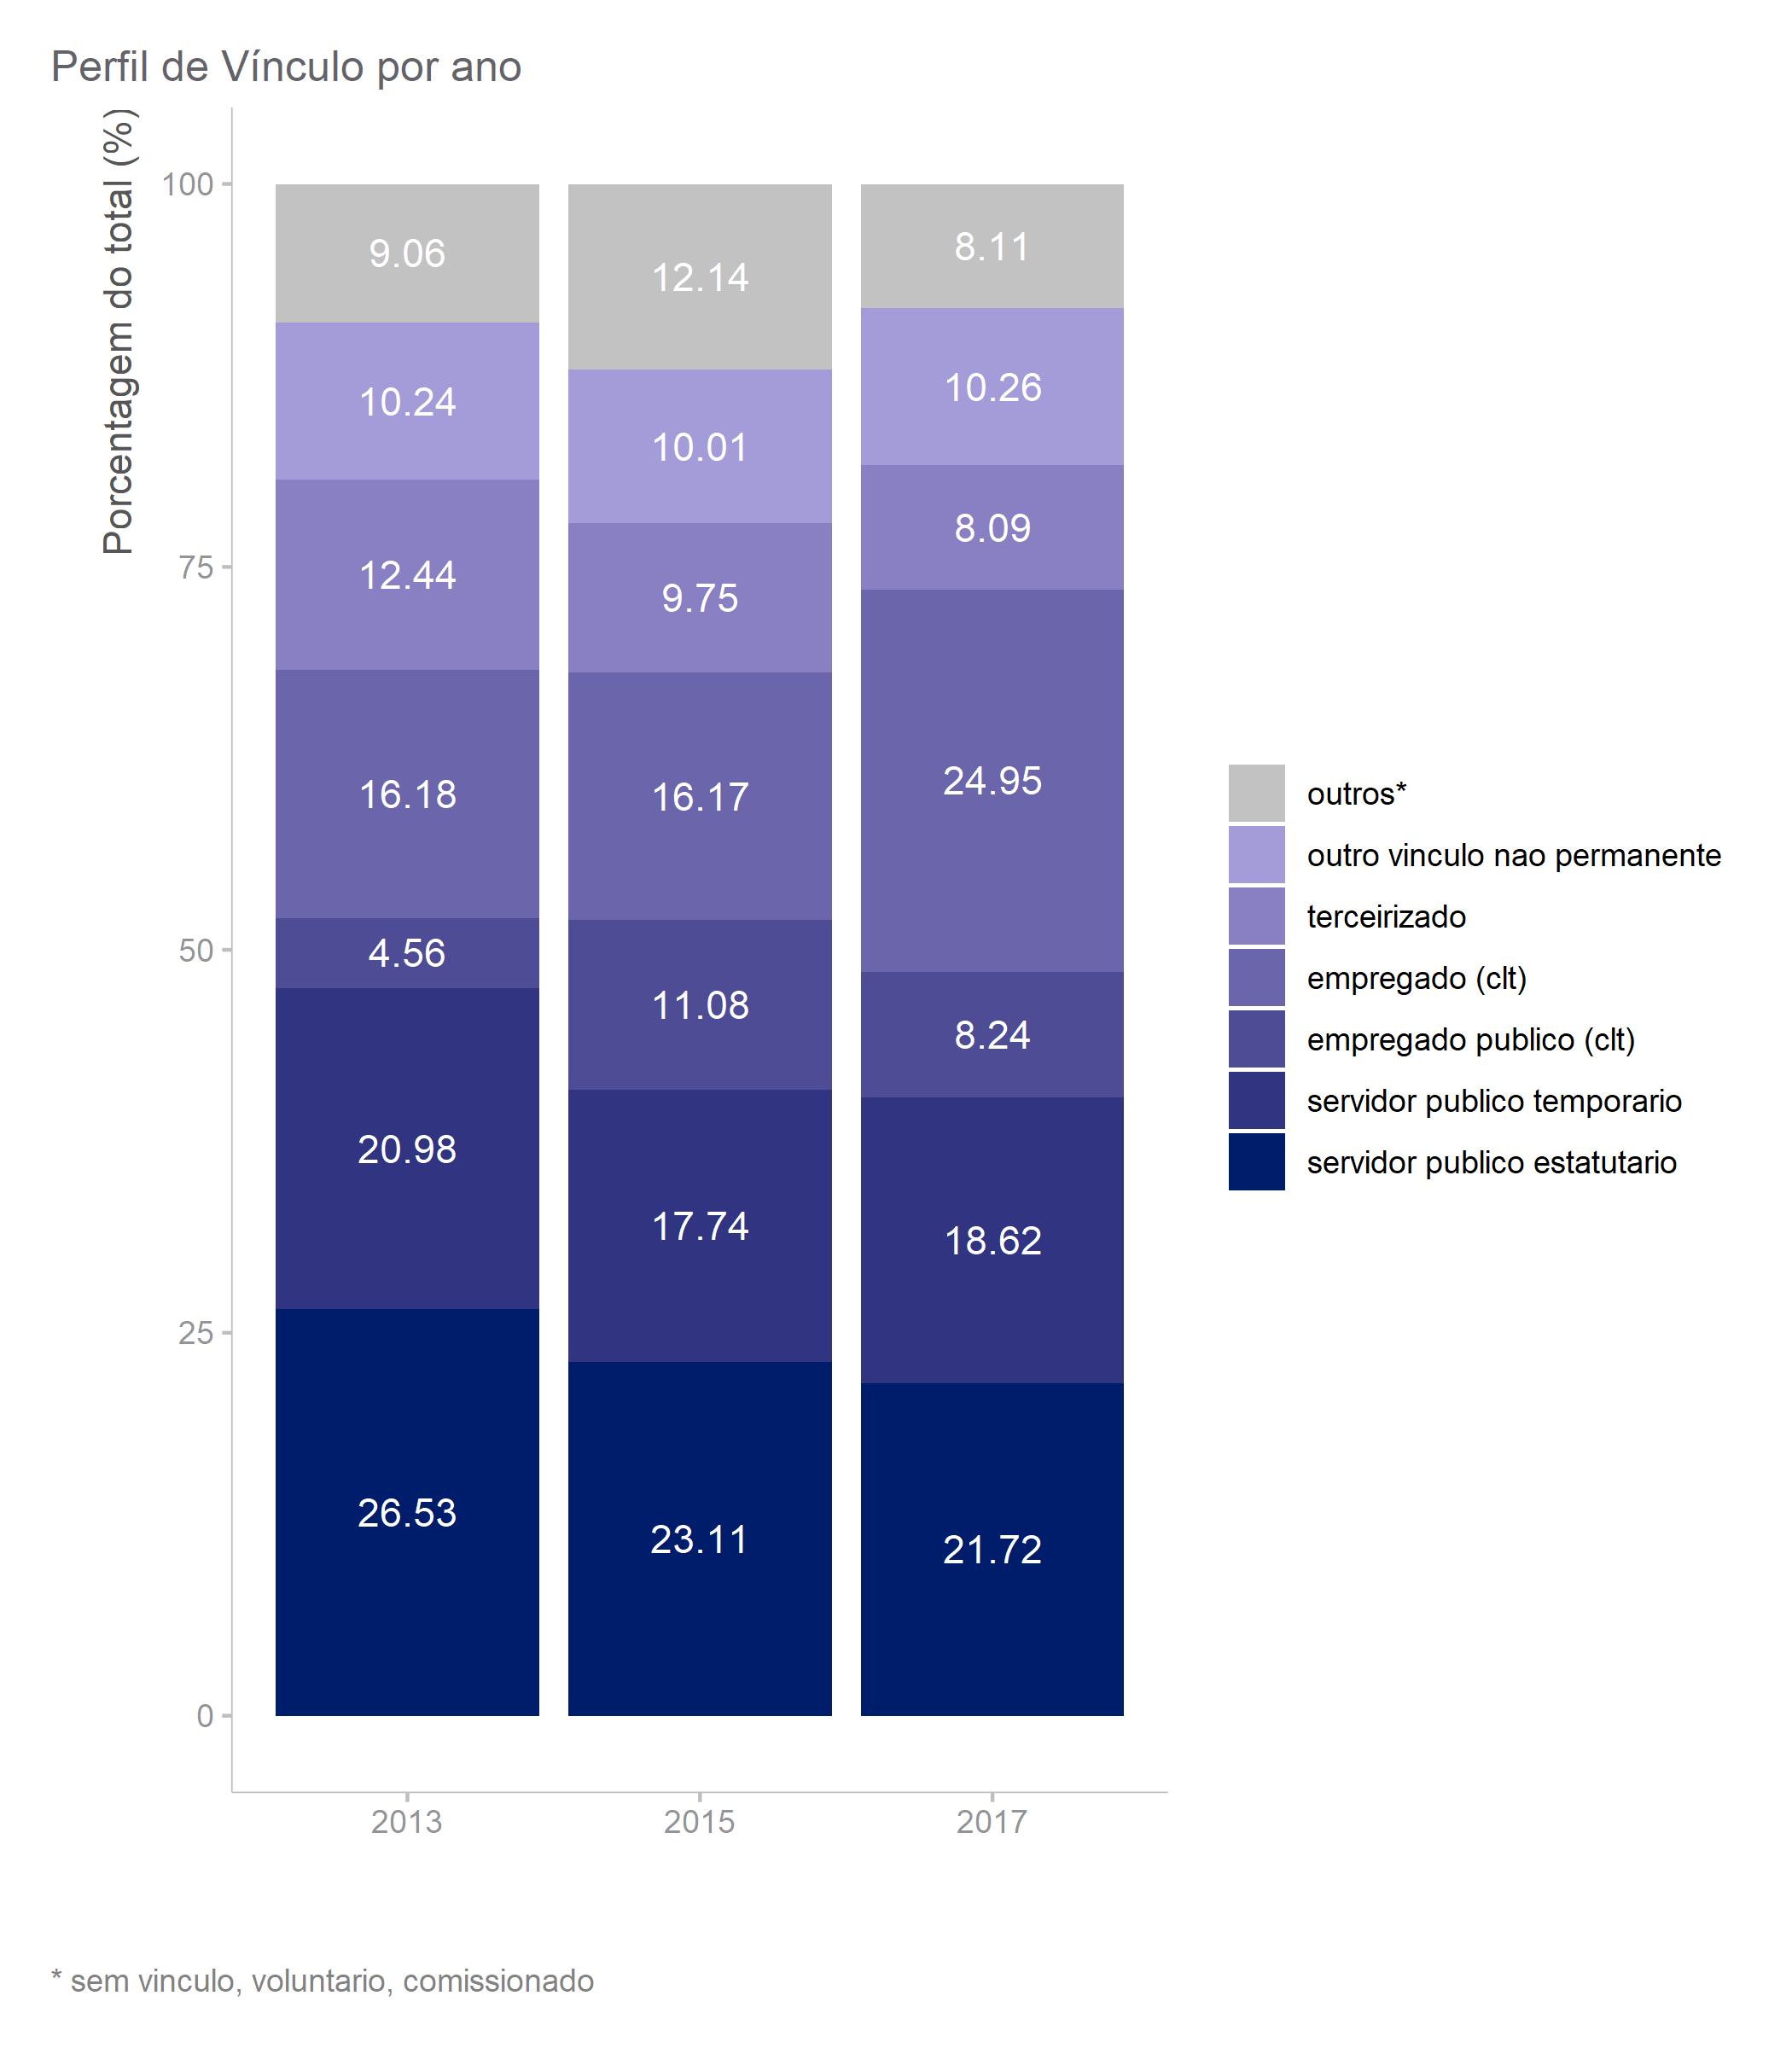 Perfil de Vínculo por ano
Porcentagem do total (%)
100
75
50
25
0
9.06
10.24
12.44
16.18
4.56
20.98
26.53
12.14
10.01
9.75
16.17
11.08
17.74
23.11
8.11
10.26
8.09
24.95
8.24
18.62
21.72
2013
2015
2017
outros*
outro vinculo nao permanente
terceirizado
empregado (clt)
empregado publico (clt)
servidor publico temporario
servidor publico estatutario
* sem vinculo, voluntario, comissionado